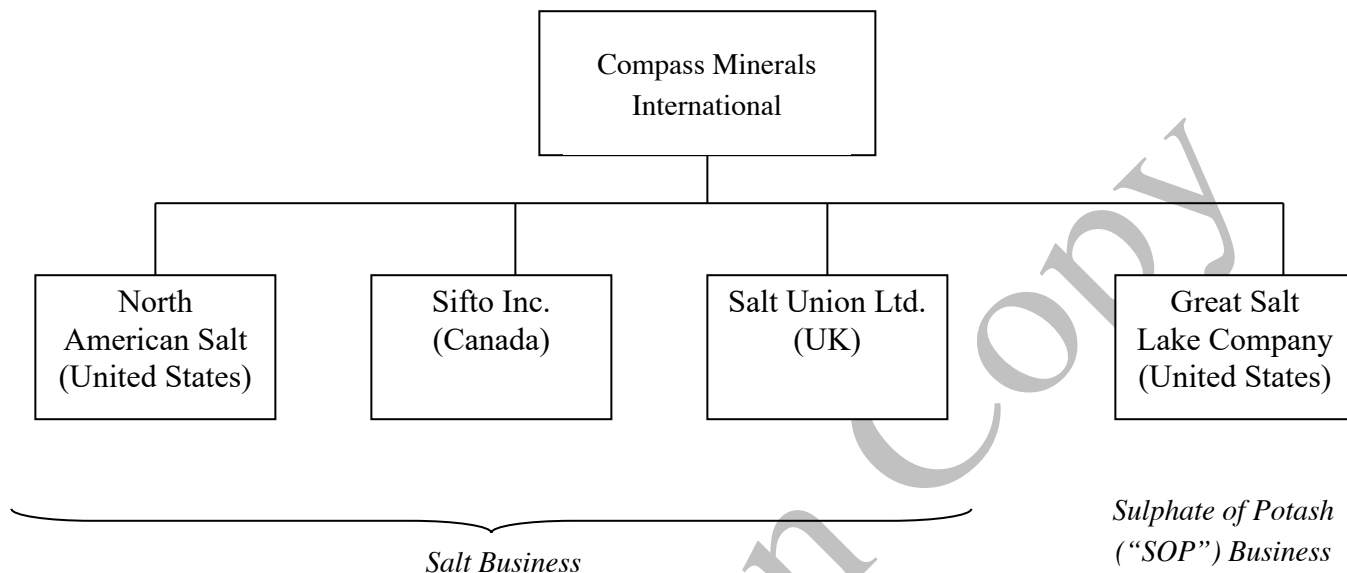 Compass Minerals
International
North
American Salt
(United States)
Sifto Inc.
(Canada)
Salt Union Ltd.
(UK)
Great Salt
Lake Company
(United States)
Salt Business
Sulphate of Potash
(“SOP”) Business
n Copy